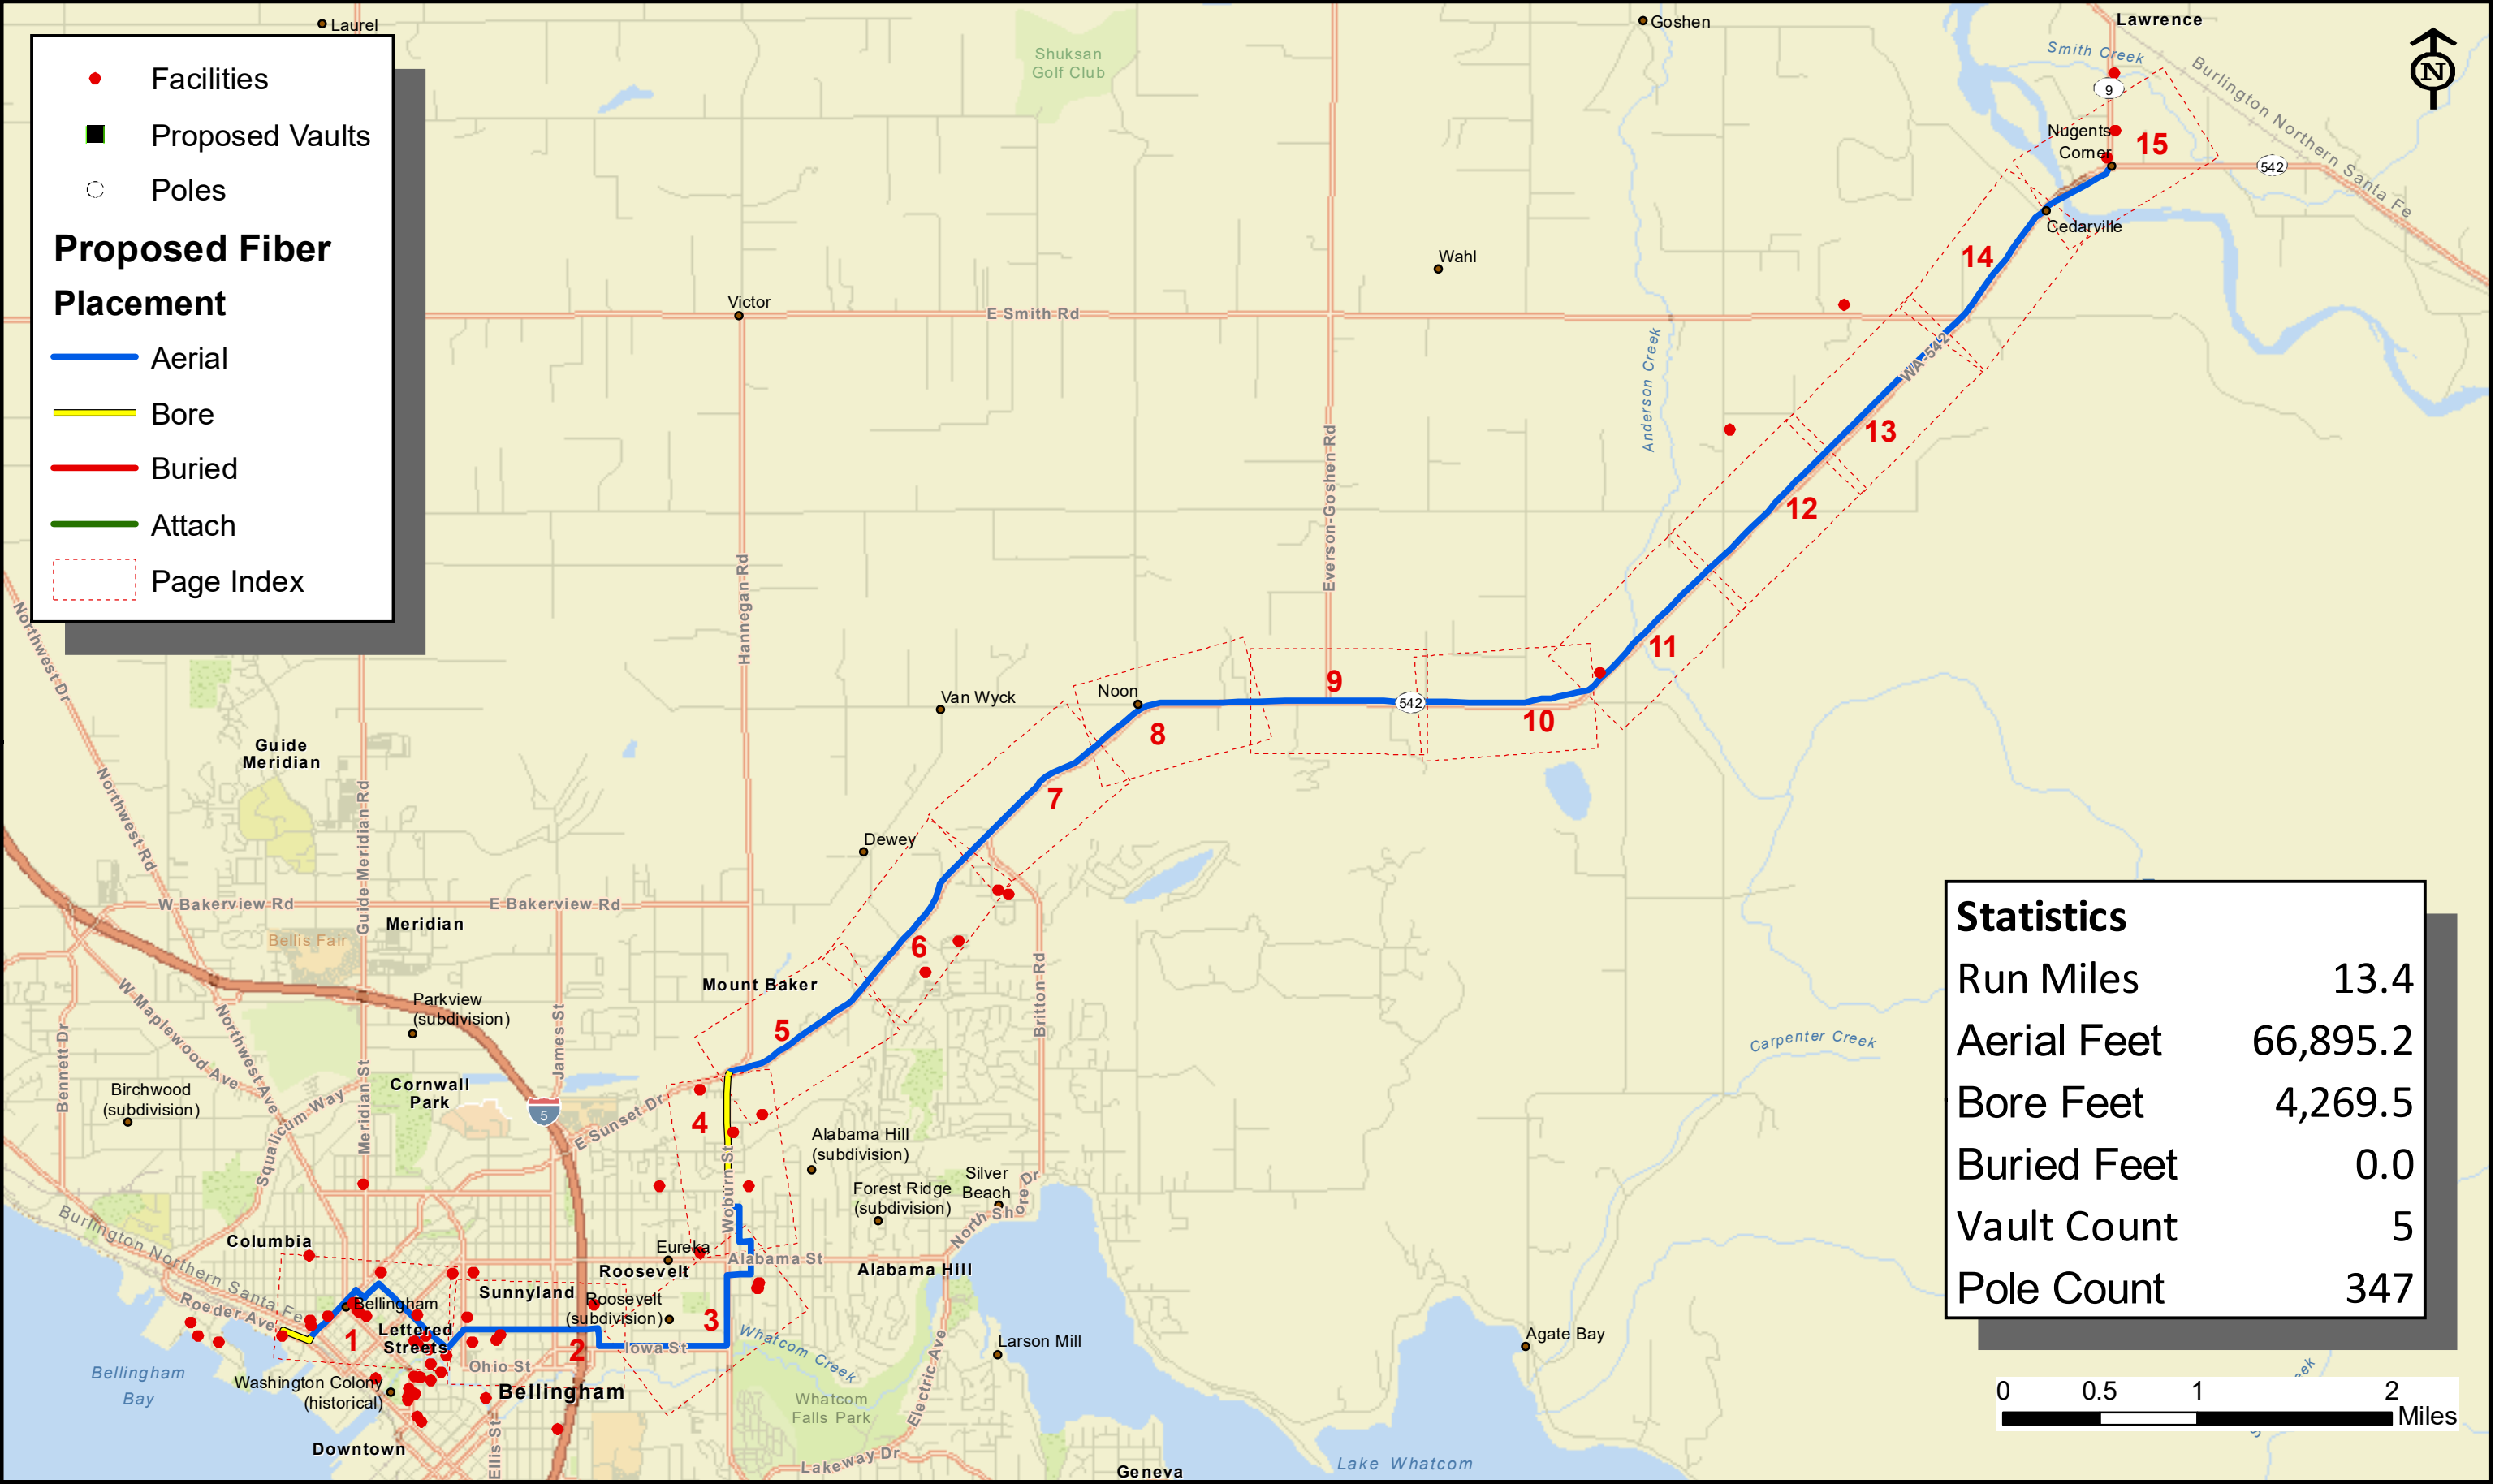 Laurel
Goshen
Lawrence
Smith Creek
Shuksan
Golf Club
N
9
Burlington Northern Santa Fe
Facilities
Proposed Vaults
Poles
Proposed Fiber
Placement
Aerial
Bore
Buried
Attach
Page Index
Nugents
Corner
15
542
Cedarville
14
Wahl
Victor
E Smith Rd
Anderson Creek
WA-542
13
12
Everson-Goshen-Rd
Hannegan Rd
Northwest Dr
11
Noon
9
542
10
8
Van Wyck
Guide
Meridian
7
Northwest Rd
Guide Meridian Rd
Dewey
W Bakerview Rd
E Bakerview Rd
Meridian
Bellis Fair
6
Mount Baker
Parkview
(subdivision)
W Maplewood Ave
Northwest Ave
Bennett Dr
James St
Britton Rd
5
Carpenter Creek
Birchwood
(subdivision)
Squalicum Way
Meridian St
Cornwall
Park
5
E Sunset Dr
4
Woburn St
Alabama Hill
(subdivision)
Forest Ridge
(subdivision)
Silver
Beach
North Shore Dr
Burlington Northern Santa Fe
Columbia
Eureka
Roosevelt
Alabama St
Alabama Hill
Roeder Ave
Bellingham
Sunnyland
Roosevelt
(subdivision)
3
1
Lettered
Streets
2
Iowa St
Ohio St
Whatcom Creek
Larson Mill
Agate Bay
Bellingham
Bay
Washington Colony
(historical)
Bellingham
Whatcom
Falls Park
Electric Ave
Downtown
Ellis St
Lakeway Dr
Geneva
Lake Whatcom
Statistics
Run Miles 13.4
Aerial Feet 66,895.2
Bore Feet 4,269.5
Buried Feet 0.0
Vault Count 5
Pole Count 347
0 0.5 1 2
Miles